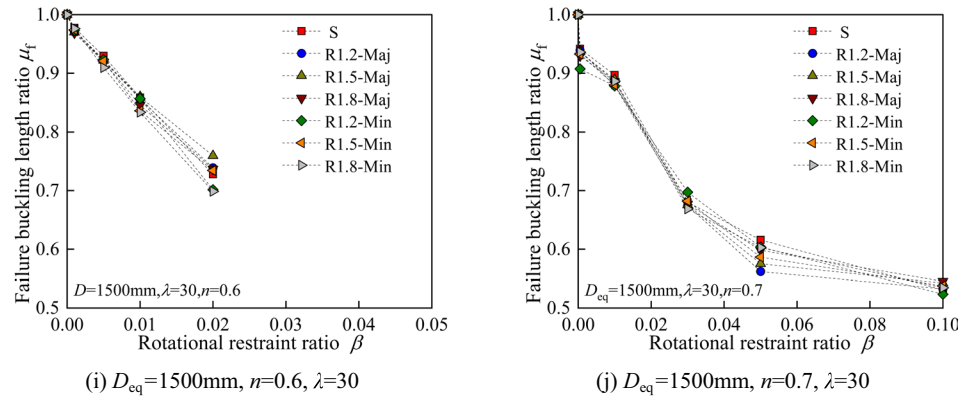 1.0
0.9
0.8
0.7
0.6
0.5
Failure buckling length ratio μf
S
R1.2-Maj
R1.5-Maj
R1.8-Maj
R1.2-Min
R1.5-Min
R1.8-Min
D=1500mm,λ=30,n=0.6
0.00 0.01 0.02 0.03 0.04 0.05
Rotational restraint ratio β
(i) Deq=1500mm, n=0.6, λ=30
1.0
0.9
0.8
0.7
0.6
0.5
Failure buckling length ratio μf
S
R1.2-Maj
R1.5-Maj
R1.8-Maj
R1.2-Min
R1.5-Min
R1.8-Min
Deq=1500mm,λ=30,n=0.7
0.00 0.02 0.04 0.06 0.08 0.10
Rotational restraint ratio β
(j) Deq=1500mm, n=0.7, λ=30